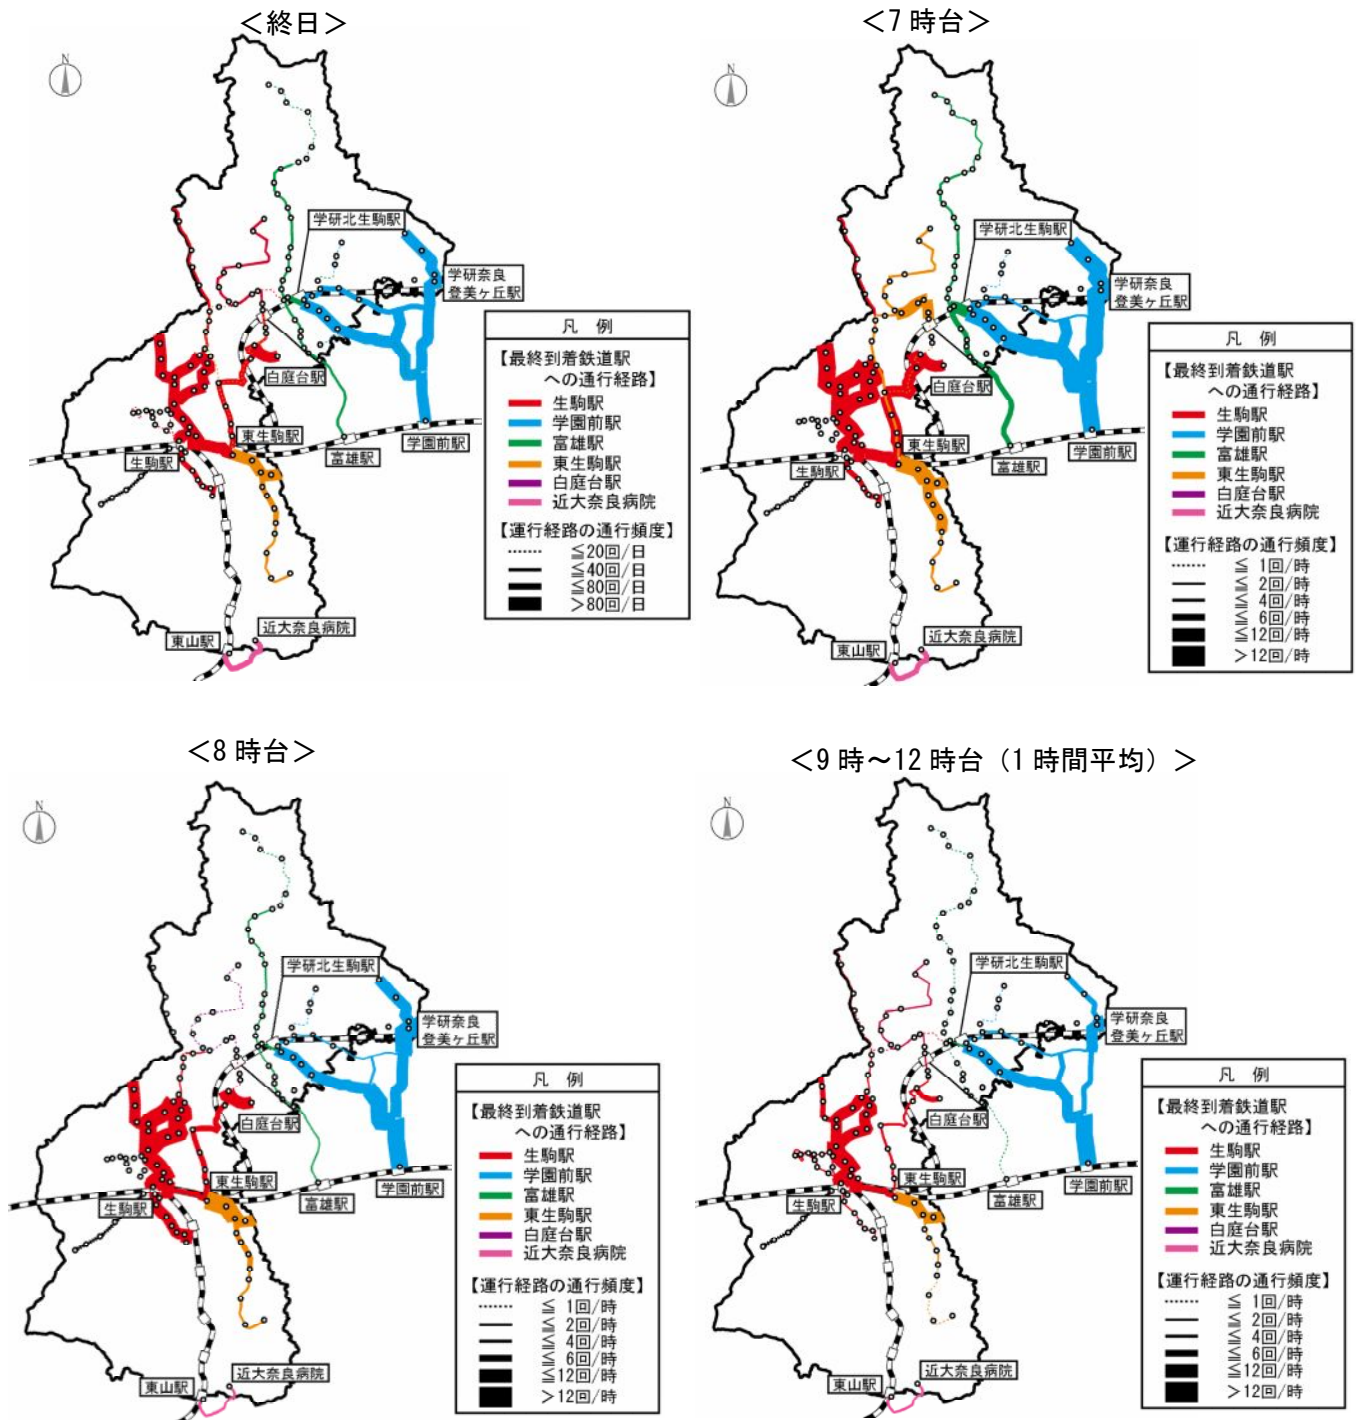 ＜終日＞
N
学研北生駒駅
学研奈良
登美ヶ丘駅
白庭台駅
東生駒駅
生駒駅
富雄駅
学園前駅
東山駅
近大奈良病院
凡 例
【最終到着鉄道駅
への通行経路】
生駒駅
学園前駅
富雄駅
東生駒駅
白庭台駅
近大奈良病院
【運行経路の通行頻度】
≦20回/日
≦40回/日
≦80回/日
＞80回/日
＜7時台＞
N
学研北生駒駅
学研奈良
登美ヶ丘駅
白庭台駅
東生駒駅
生駒駅
富雄駅
学園前駅
東山駅
近大奈良病院
凡 例
【最終到着鉄道駅
への通行経路】
生駒駅
学園前駅
富雄駅
東生駒駅
白庭台駅
近大奈良病院
【運行経路の通行頻度】
≦ 1回/時
≦ 2回/時
≦ 4回/時
≦ 6回/時
≦12回/時
＞12回/時
＜8時台＞
N
学研北生駒駅
学研奈良
登美ヶ丘駅
白庭台駅
東生駒駅
生駒駅
富雄駅
学園前駅
東山駅
近大奈良病院
凡 例
【最終到着鉄道駅
への通行経路】
生駒駅
学園前駅
富雄駅
東生駒駅
白庭台駅
近大奈良病院
【運行経路の通行頻度】
≦ 1回/時
≦ 2回/時
≦ 4回/時
≦ 6回/時
≦12回/時
＞12回/時
＜9時～12時台（1時間平均）＞
N
学研北生駒駅
学研奈良
登美ヶ丘駅
白庭台駅
東生駒駅
生駒駅
富雄駅
学園前駅
東山駅
近大奈良病院
凡 例
【最終到着鉄道駅
への通行経路】
生駒駅
学園前駅
富雄駅
東生駒駅
白庭台駅
近大奈良病院
【運行経路の通行頻度】
≦ 1回/時
≦ 2回/時
≦ 4回/時
≦ 6回/時
≦12回/時
＞12回/時